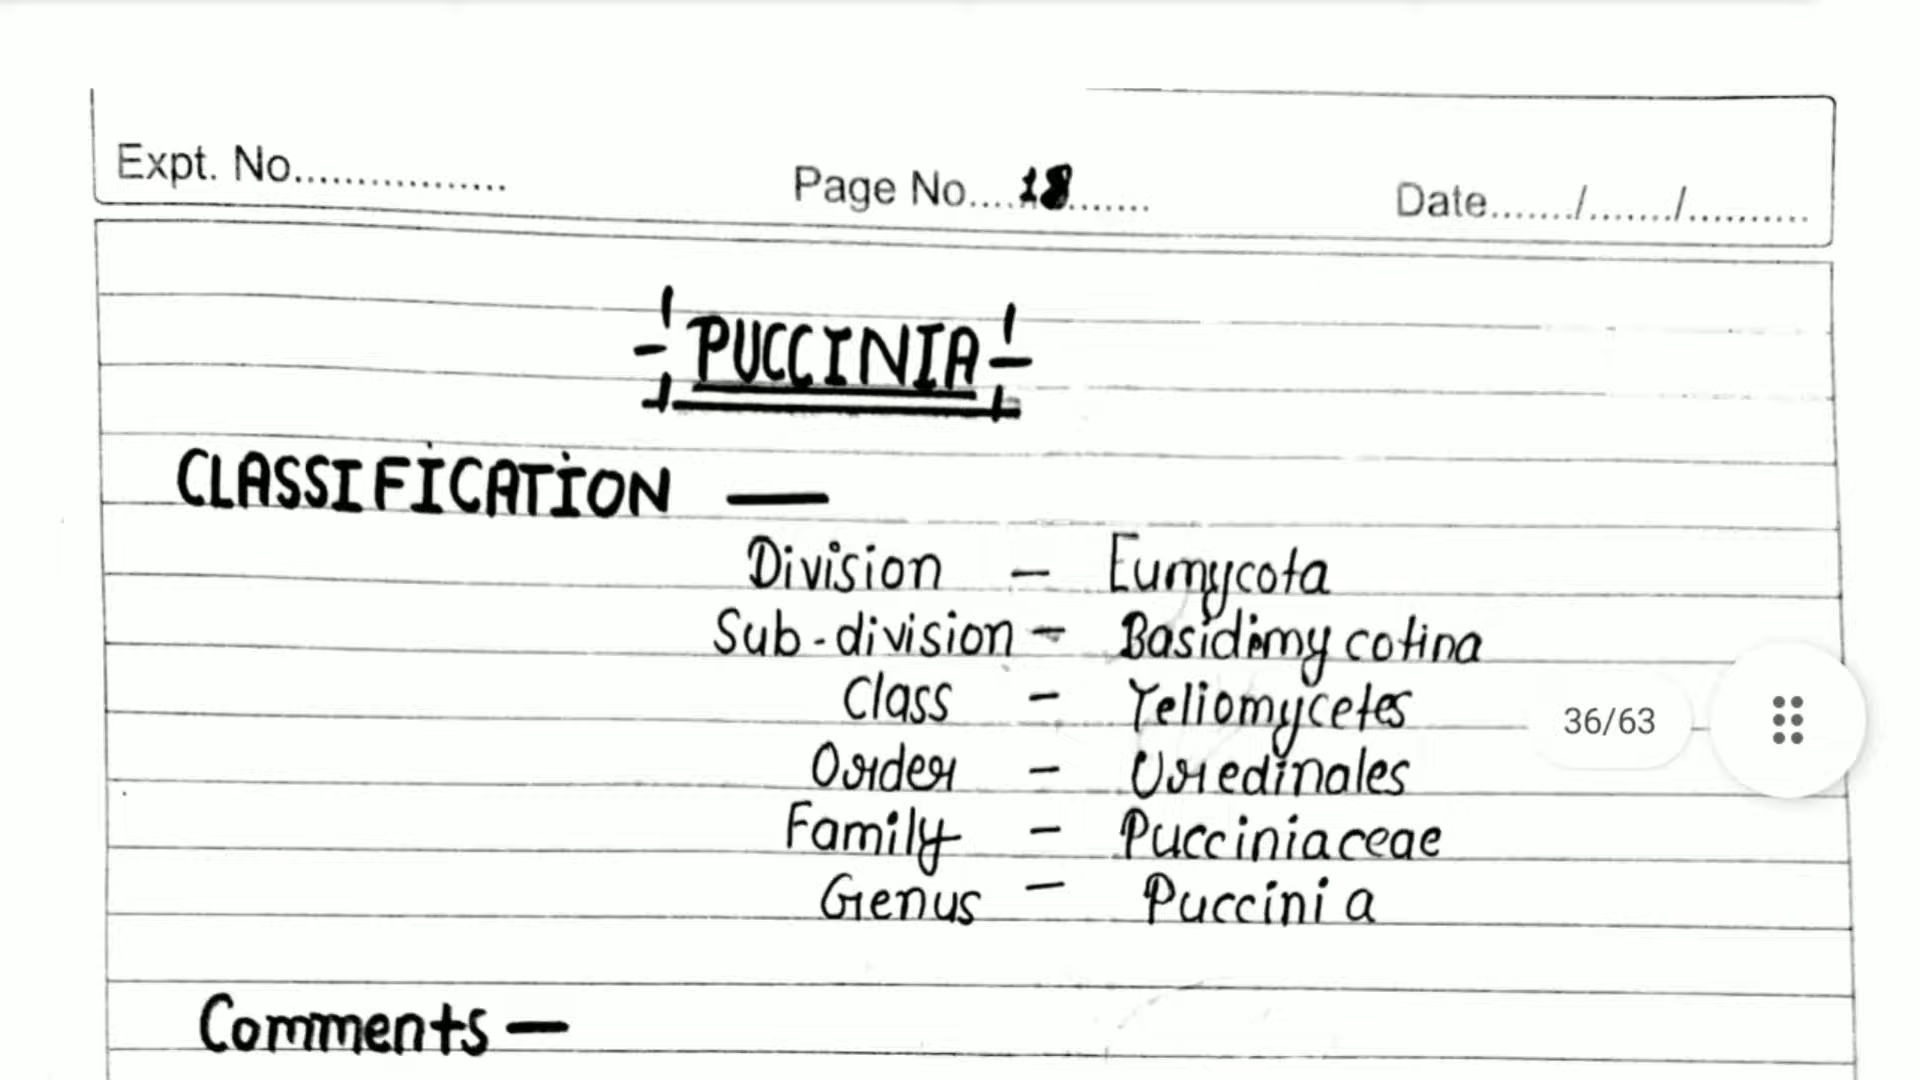 Expt. No.................
Page No....18.......
Date......./......./..........
PUCCINIA
CLASSIFICATION —
Division — Eumycota
Sub-division — Basidimycotina
Class — Teliomycetes
Order — Uredinales
36/63
Family — Pucciniaceae
Genus — Puccinia
Comments —